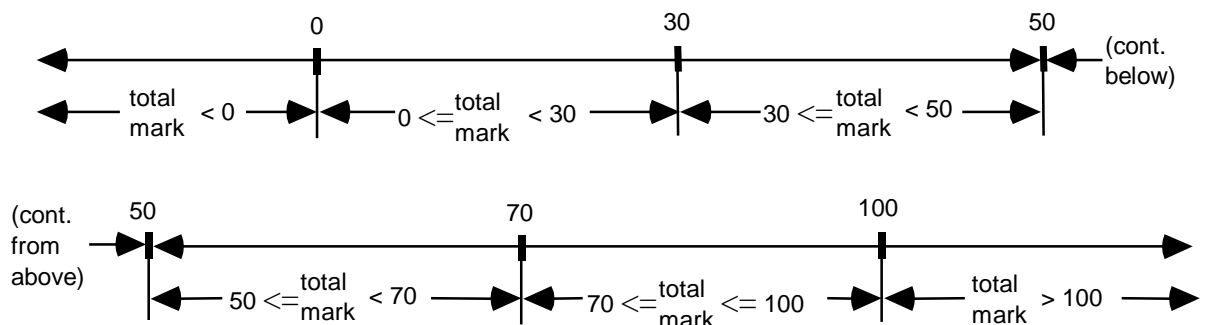 0 30 50
(cont.
below)
total
mark < 0
0 <= total
mark < 30
30 <= total
mark < 50
(cont.
from
above)
50 70 100
50 <= total
mark < 70
70 <= total
mark <= 100
total
mark > 100